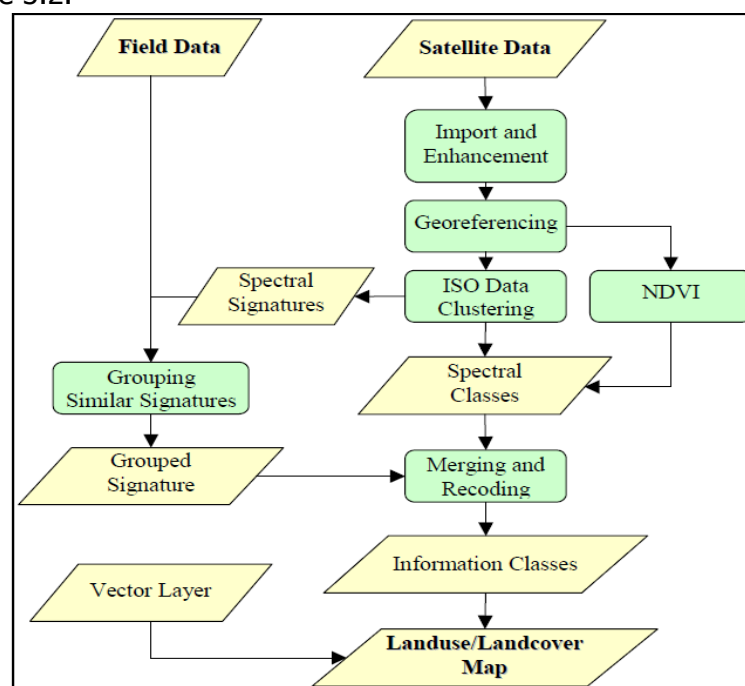 Field Data
Satellite Data
Import and
Enhancement
Georeferencing
Spectral
Signatures
ISO Data
Clustering
NDVI
Grouping
Similar Signatures
Spectral
Classes
Grouped
Signature
Merging and
Recoding
Information Classes
Vector Layer
Landuse/Landcover
Map